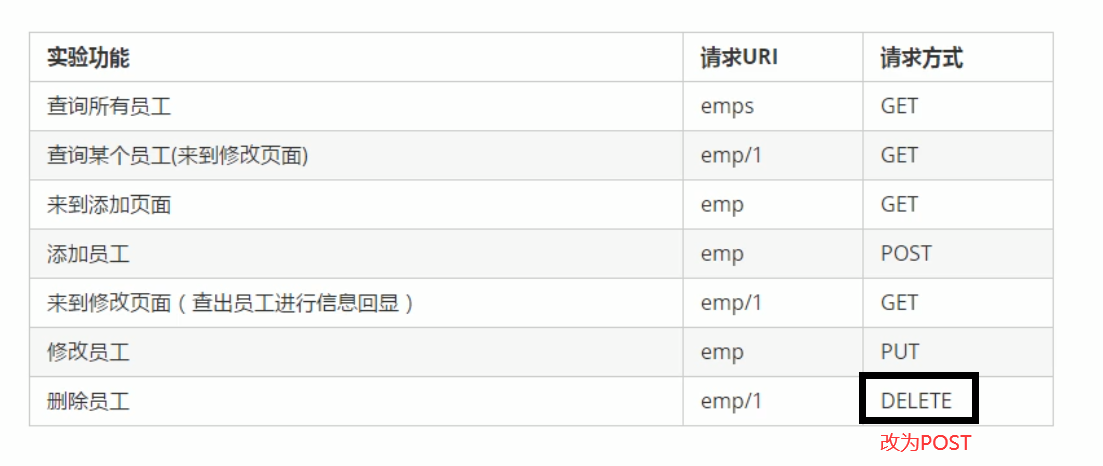 实验功能 请求URI 请求方式
查询所有员工 emps GET
查询某个员工(来到修改页面) emp/1 GET
来到添加页面 emp GET
添加员工 emp POST
来到修改页面（查出员工进行信息回显） emp/1 GET
修改员工 emp PUT
删除员工 emp/1 DELETE
改为POST